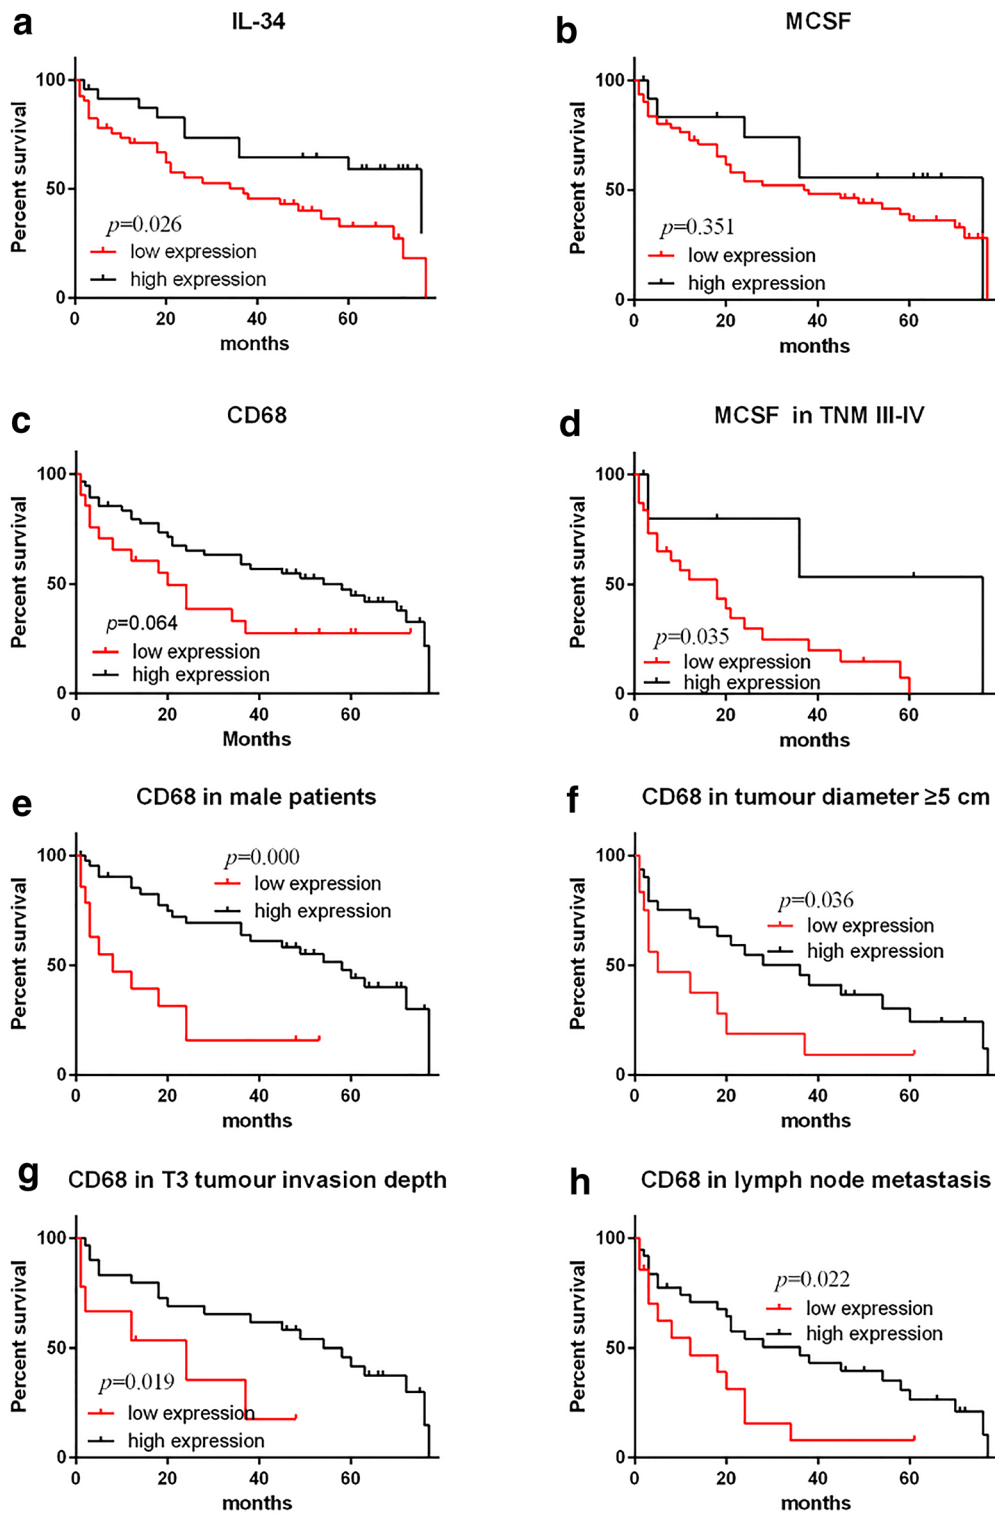 a
IL-34
100
50
0
Percent survival
p=0.026
low expression
high expression
0 20 40 60
months
b
MCSF
100
50
0
Percent survival
p=0.351
low expression
high expression
0 20 40 60
months
c
CD68
100
50
0
Percent survival
p=0.064
low expression
high expression
0 20 40 60
Months
d
MCSF in TNM III-IV
100
50
0
Percent survival
p=0.035
low expression
high expression
0 20 40 60
months
e
CD68 in male patients
100
50
0
Percent survival
p=0.000
low expression
high expression
0 20 40 60
months
f
CD68 in tumour diameter ≥5 cm
100
50
0
Percent survival
p=0.036
low expression
high expression
0 20 40 60
months
g
CD68 in T3 tumour invasion depth
100
50
0
Percent survival
p=0.019
low expression
high expression
0 20 40 60
months
h
CD68 in lymph node metastasis
100
50
0
Percent survival
p=0.022
low expression
high expression
0 20 40 60
months